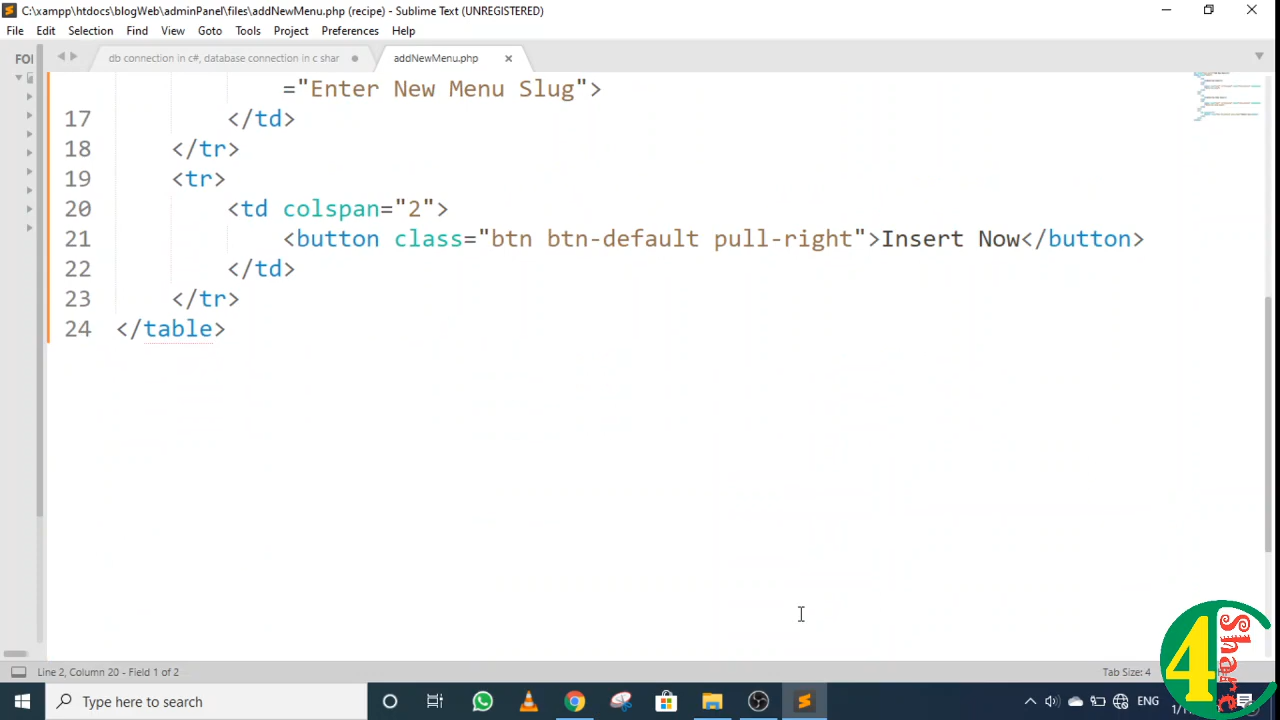 C:\xampp\htdocs\blogWeb\adminPanel\files\addNewMenu.php (recipe) - Sublime Text (UNREGISTERED)
File Edit Selection Find View Goto Tools Project Preferences Help
FOI
db connection in c#, database connection in c shar
addNewMenu.php
="Enter New Menu Slug">
17 </td>
18 </tr>
19 <tr>
20 <td colspan="2">
21 <button class="btn btn-default pull-right">Insert Now</button>
22 </td>
23 </tr>
24 </table>
Line 2, Column 20 - Field 1 of 2
Tab Size: 4
4 Share
Type here to search
ENG